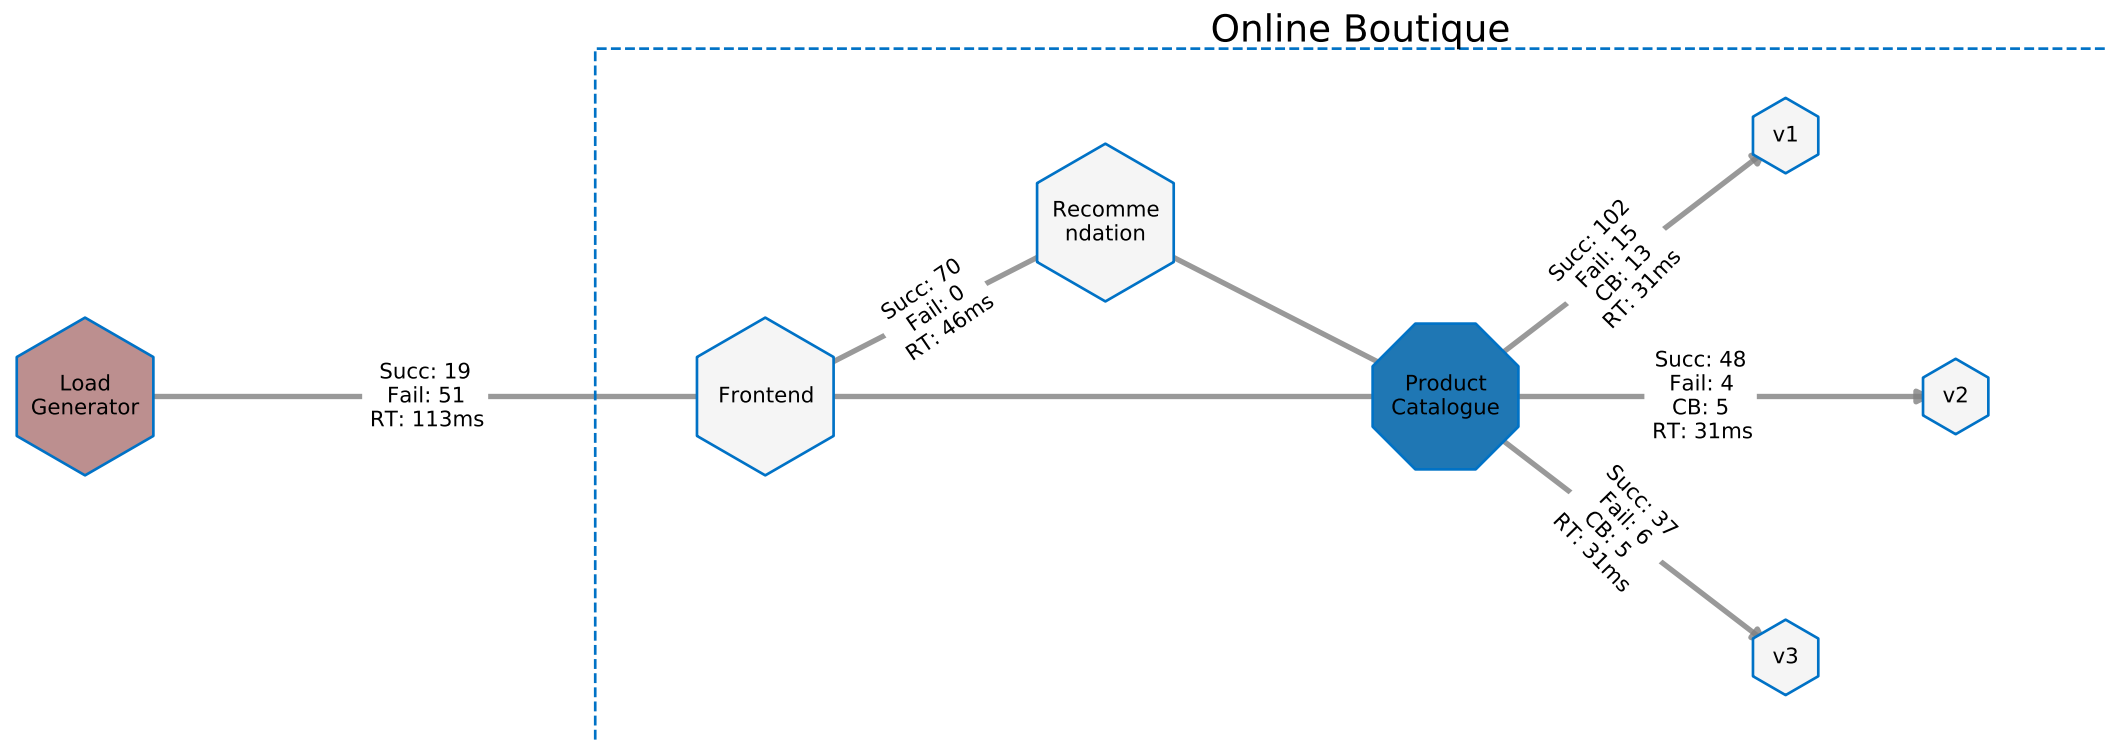 Online Boutique
Load
Generator
Succ: 19
Fail: 51
RT: 113ms
Frontend
Succ: 70
Fail: 0
RT: 46ms
Recomme
ndation
Product
Catalogue
Succ: 102
Fail: 15
CB: 13
RT: 31ms
v1
Succ: 48
Fail: 4
CB: 5
RT: 31ms
v2
Succ: 37
Fail: 6
CB: 5
RT: 31ms
v3